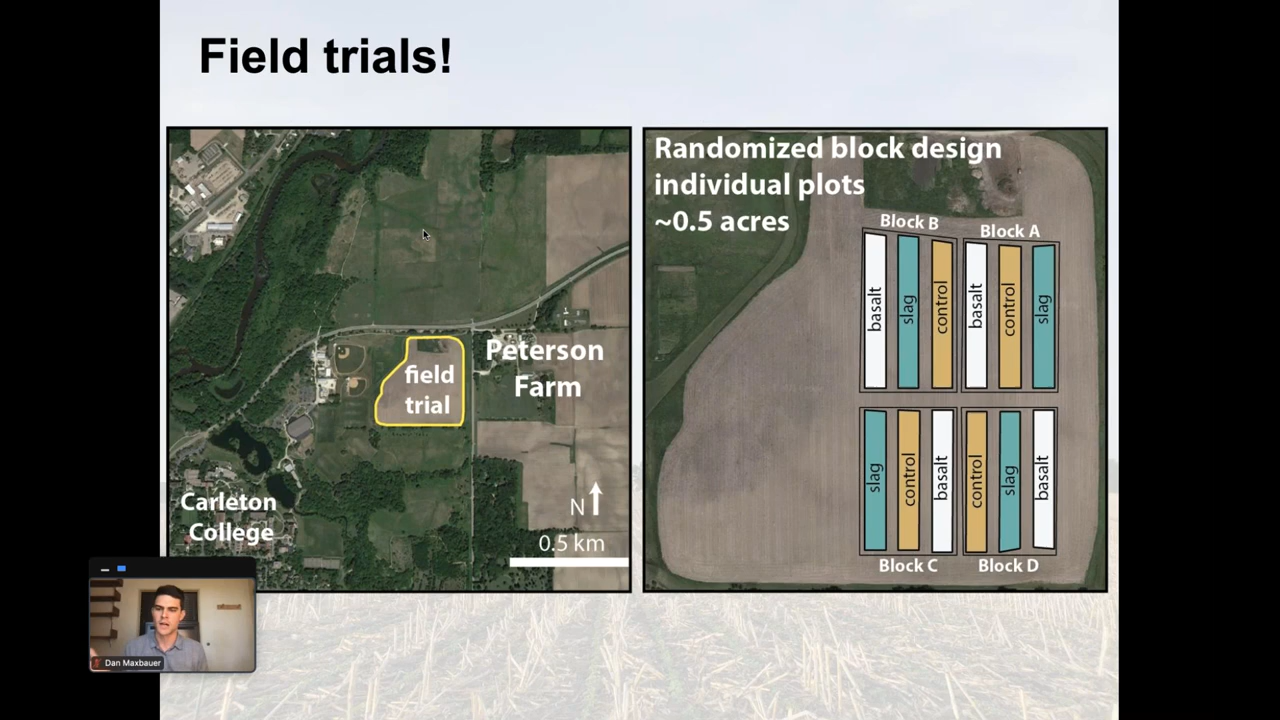 Field trials!
Peterson
Farm
field
trial
Carleton
College
N
0.5 km
Randomized block design
individual plots
~0.5 acres
Block B
Block A
basalt
slag
control
basalt
control
slag
slag
control
basalt
control
slag
basalt
Block C
Block D
Dan Maxbauer